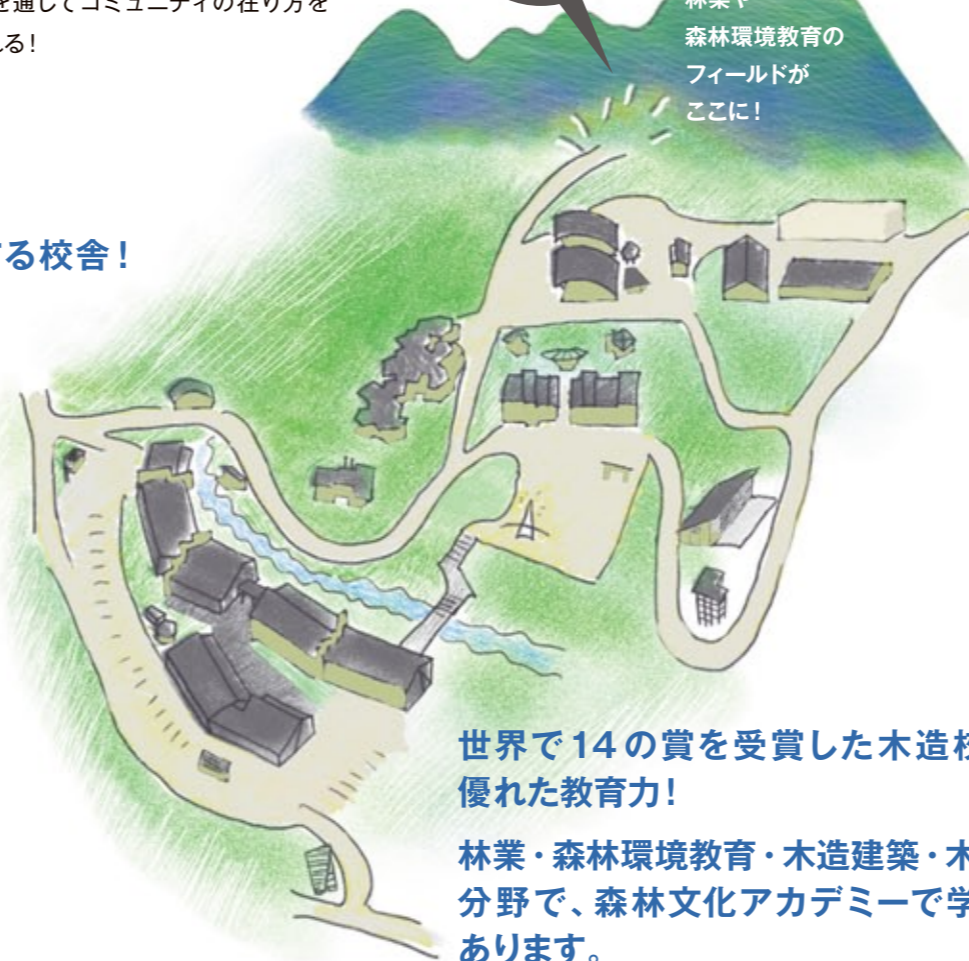 を通してコミュニティの在り方を
る！
林業や
森林環境教育の
フィールドが
ここに！
る校舎！
世界で14の賞を受賞した木造校
優れた教育力！
林業・森林環境教育・木造建築・木
分野で、森林文化アカデミーで学
あります。